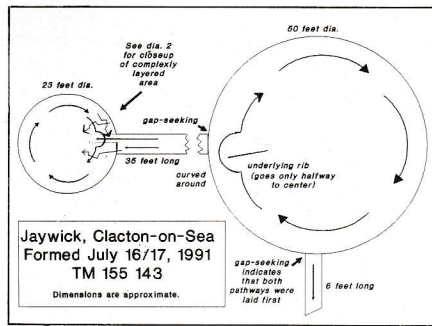 50 feet dia.
See dia. 2
for closeup
of complexly
layered
area
23 feet dia.
gap-seeking
35 feet long
curved
around
underlying rib
(goes only halfway
to center)
Jaywick, Clacton-on-Sea
Formed July 16/17, 1991
TM 155 143
Dimensions are approximate.
gap-seeking
indicates
that both
pathways were
laid first
6 feet long